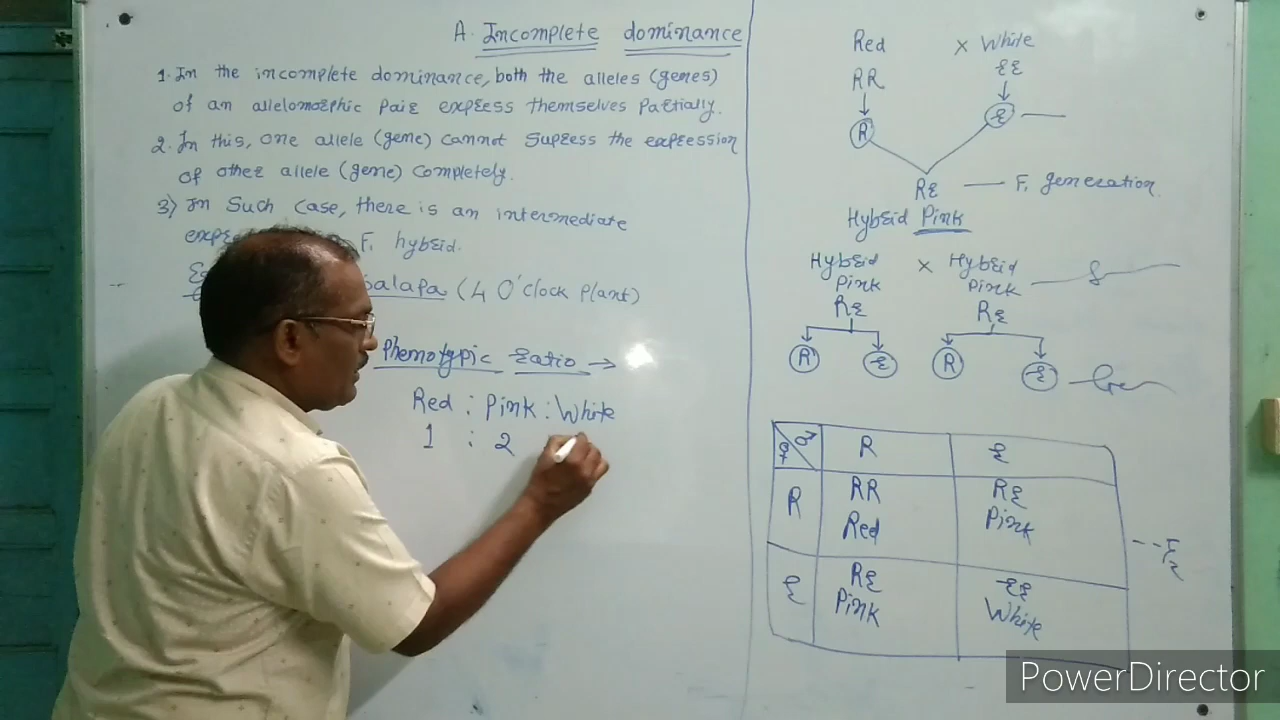 A. Incomplete dominance
1. In the incomplete dominance, both the alleles (genes)
of an allelomorphic pair express themselves partially.
2. In this, one allele (gene) cannot supress the expression
of other allele (gene) completely.
3) In Such case, there is an intermediate
F1 hybrid.
Jalapa (4 O'clock plant)
Phenotypic ratio →
Red : Pink : White
1 : 2
Red × White
RR rr
R r
Rr — F1 generation
Hybrid Pink
Hybrid × Hybrid
Pink Pink
Rr Rr
R r R r
♀ ♂ R r
R RR Rr
Red Pink
r Rr rr
Pink White
F2
PowerDirector